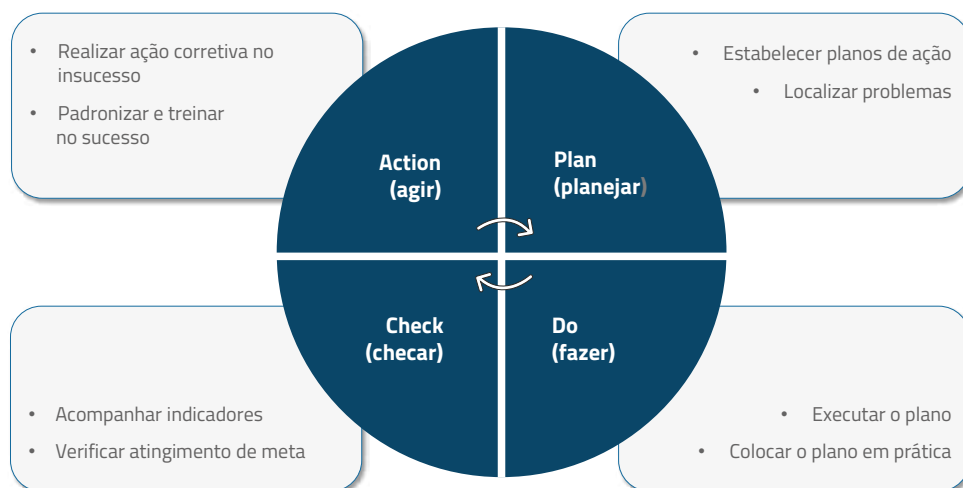 • Realizar ação corretiva no
insucesso
• Padronizar e treinar
no sucesso
• Estabelecer planos de ação
• Localizar problemas
Action
(agir)
Plan
(planejar)
Check
(checar)
Do
(fazer)
• Acompanhar indicadores
• Verificar atingimento de meta
• Executar o plano
• Colocar o plano em prática